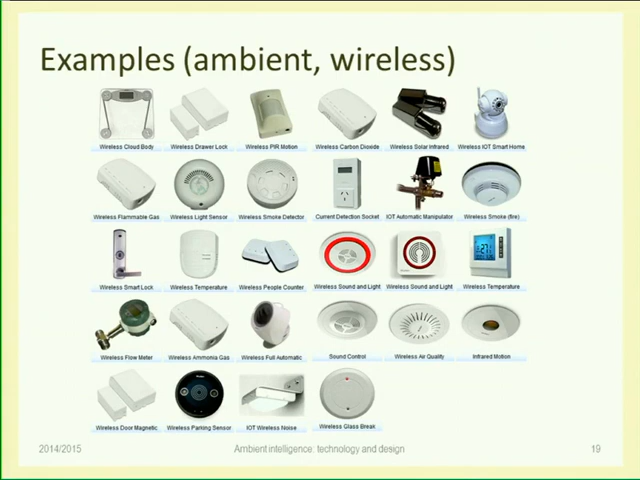 Examples (ambient, wireless)
Wireless Cloud Body
Wireless Drawer Lock
Wireless PIR Motion
Wireless Carbon Dioxide
Wireless Solar Infrared
Wireless IOT Smart Home
Wireless Flammable Gas
Wireless Light Sensor
Wireless Smoke Detector
Current Detection Socket
IOT Automatic Manipulator
Wireless Smoke (fire)
Wireless Smart Lock
Wireless Temperature
Wireless People Counter
Wireless Sound and Light
Wireless Sound and Light
Wireless Temperature
Wireless Flow Meter
Wireless Ammonia Gas
Wireless Full Automatic
Sound Control
Wireless Air Quality
Infrared Motion
Wireless Door Magnetic
Wireless Parking Sensor
IOT Wireless Noise
Wireless Glass Break
2014/2015
Ambient intelligence: technology and design
19